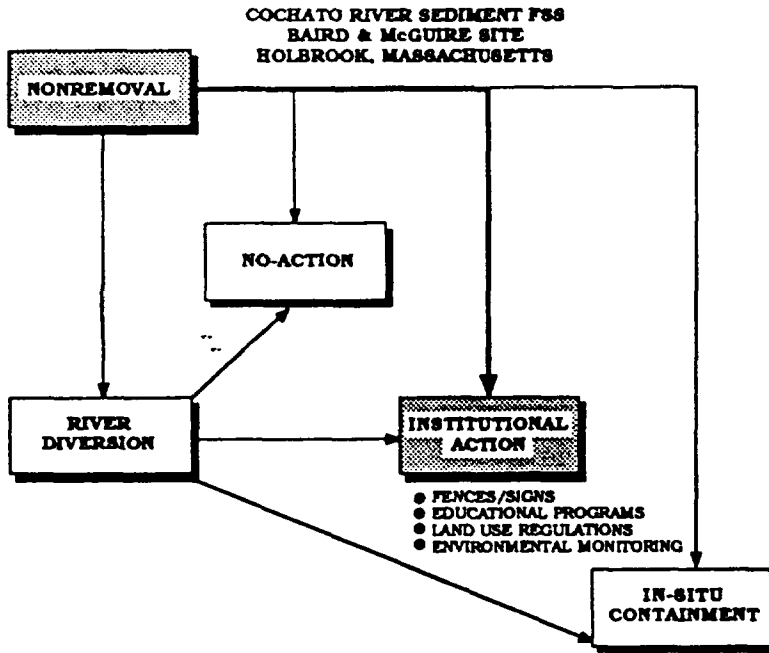 COCHATO RIVER SEDIMENT FSS
BAIRD & McGUIRE SITE
HOLBROOK, MASSACHUSETTS
NONREMOVAL
NO-ACTION
RIVER
DIVERSION
INSTITUTIONAL
ACTION
● FENCES/SIGNS
● EDUCATIONAL PROGRAMS
● LAND USE REGULATIONS
● ENVIRONMENTAL MONITORING
IN-SITU
CONTAINMENT